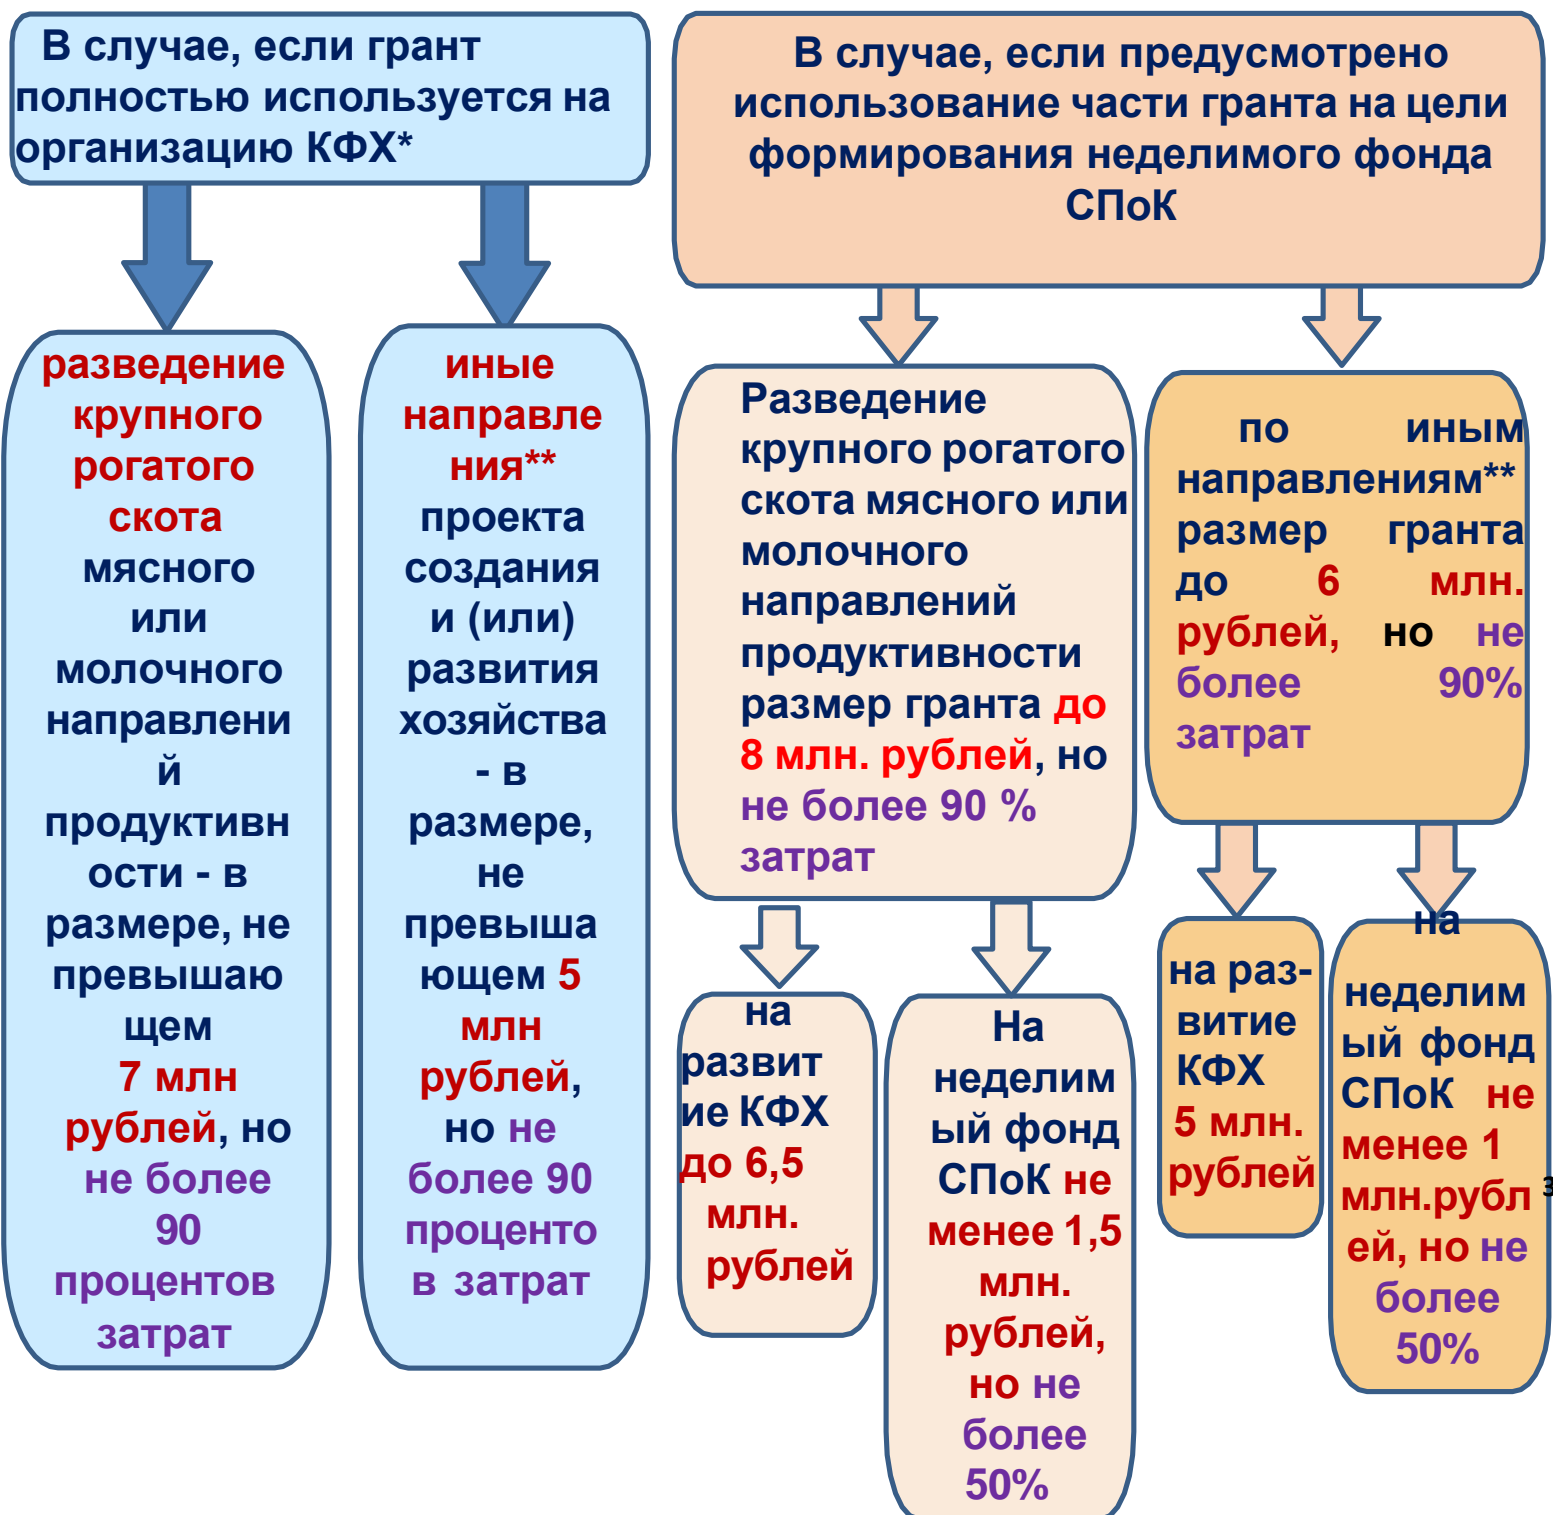 В случае, если грант
полностью используется на
организацию КФХ*
В случае, если предусмотрено
использование части гранта на цели
формирования неделимого фонда
СПоК
разведение
крупного
рогатого
скота
мясного
или
молочного
направлени
й
продуктивн
ости - в
размере, не
превышаю
щем
7 млн
рублей, но
не более
90
процентов
затрат
иные
направле
ния**
проекта
создания
и (или)
развития
хозяйства
- в
размере,
не
превыша
ющем 5
млн
рублей,
но не
более 90
проценто
в затрат
Разведение
крупного рогатого
скота мясного или
молочного
направлений
продуктивности
размер гранта до
8 млн. рублей, но
не более 90 %
затрат
по иным
направлениям**
размер гранта
до 6 млн.
рублей, но не
более 90%
затрат
на
развит
ие КФХ
до 6,5
млн.
рублей
На
неделим
ый фонд
СПоК не
менее 1,5
млн.
рублей,
но не
более
50%
на раз-
витие
КФХ
5 млн.
рублей
на
неделим
ый фонд
СПоК не
менее 1
млн.рубл
ей, но не
более
50%
3